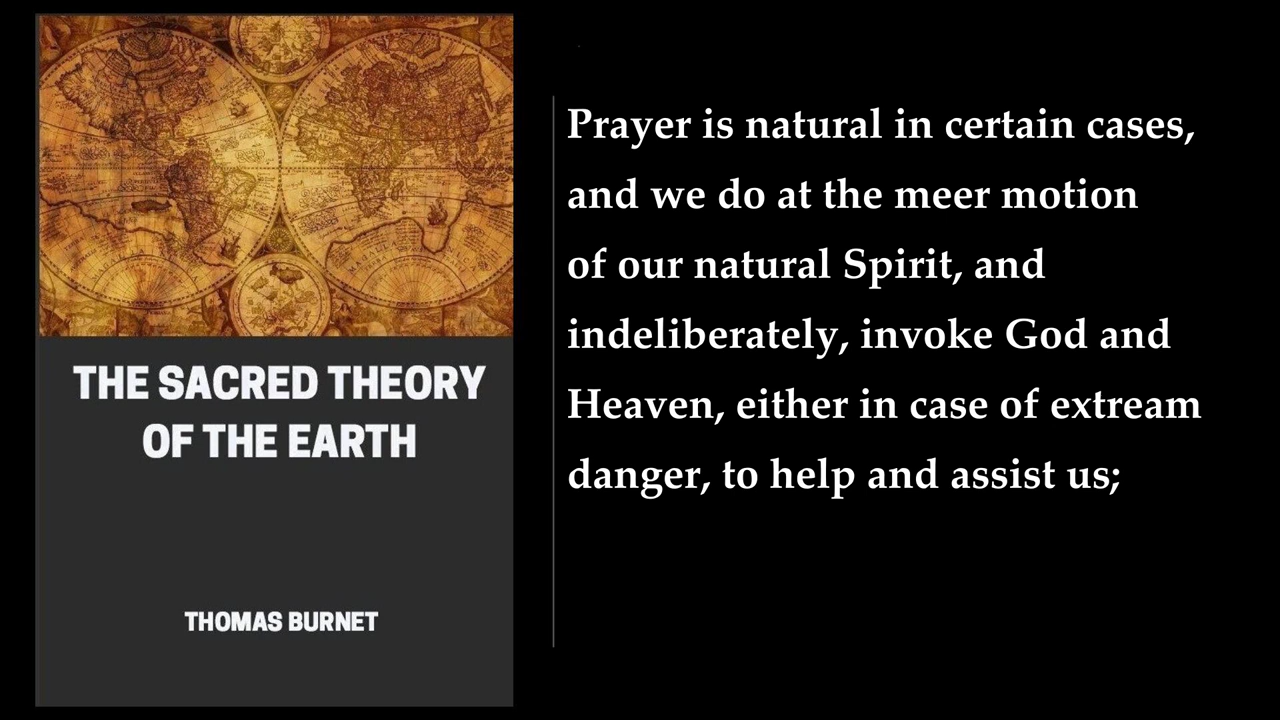 THE SACRED THEORY
OF THE EARTH
THOMAS BURNET
Prayer is natural in certain cases,
and we do at the meer motion
of our natural Spirit, and
indeliberately, invoke God and
Heaven, either in case of extream
danger, to help and assist us;